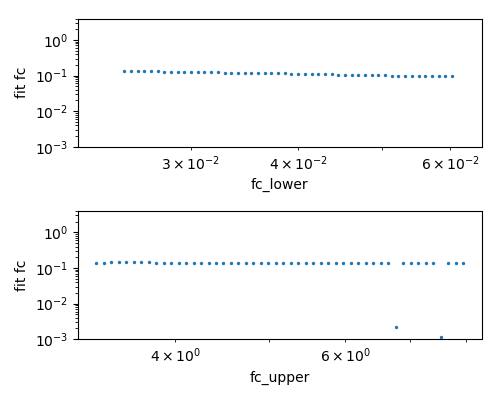 10⁰
10⁻¹
10⁻²
10⁻³
fit fc
3 × 10⁻² 4 × 10⁻² 6 × 10⁻²
fc_lower
10⁰
10⁻¹
10⁻²
10⁻³
fit fc
4 × 10⁰ 6 × 10⁰
fc_upper